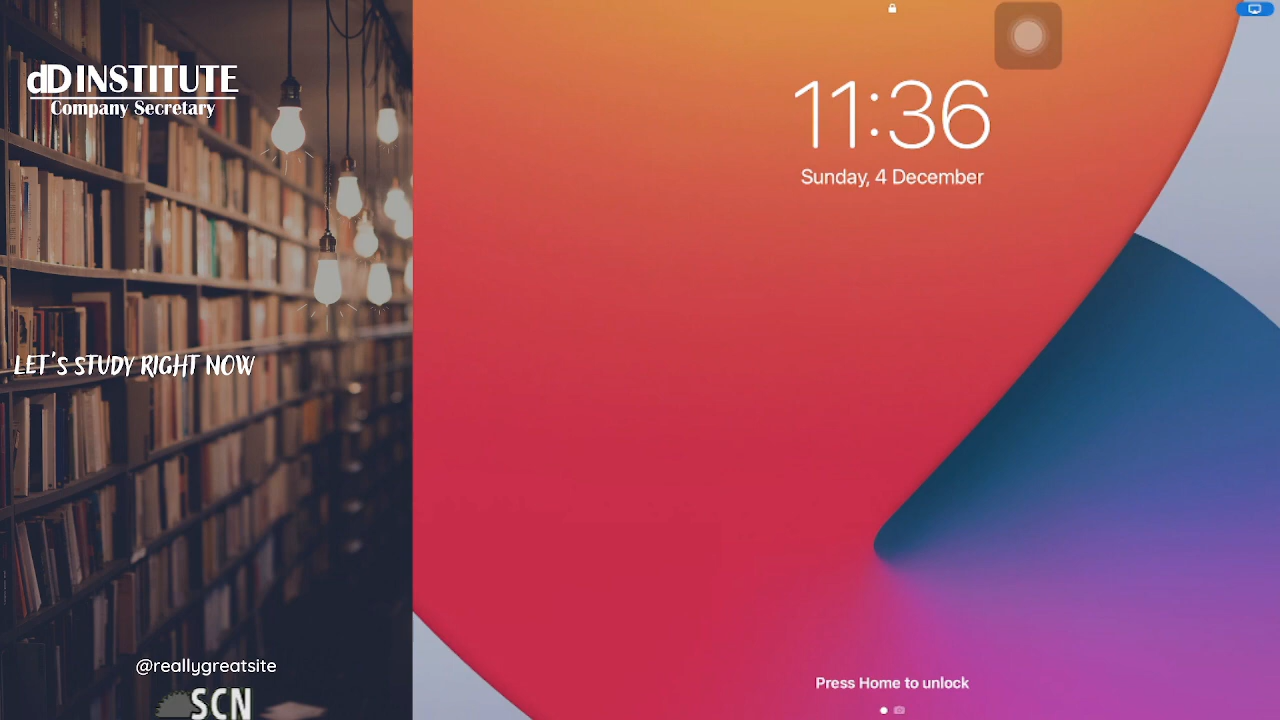 dD INSTITUTE
Company Secretary
LET'S STUDY RIGHT NOW
@reallygreatsite
SCN
11:36
Sunday, 4 December
Press Home to unlock